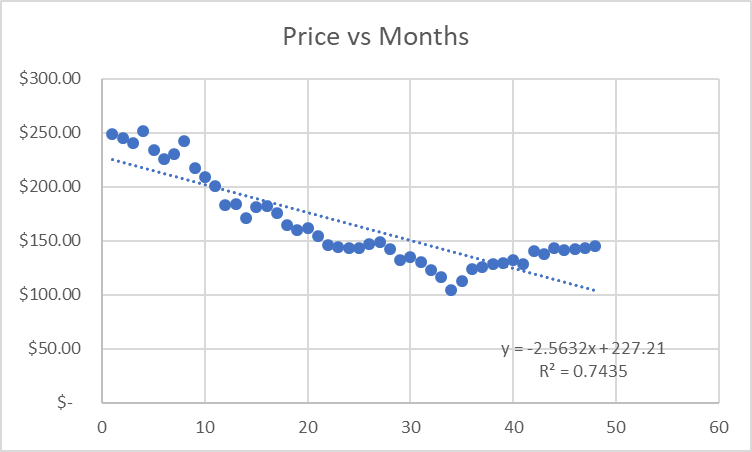 Price vs Months
$300.00
$250.00
$200.00
$150.00
$100.00
$50.00
$-
y = -2.5632x + 227.21
R² = 0.7435
0 10 20 30 40 50 60